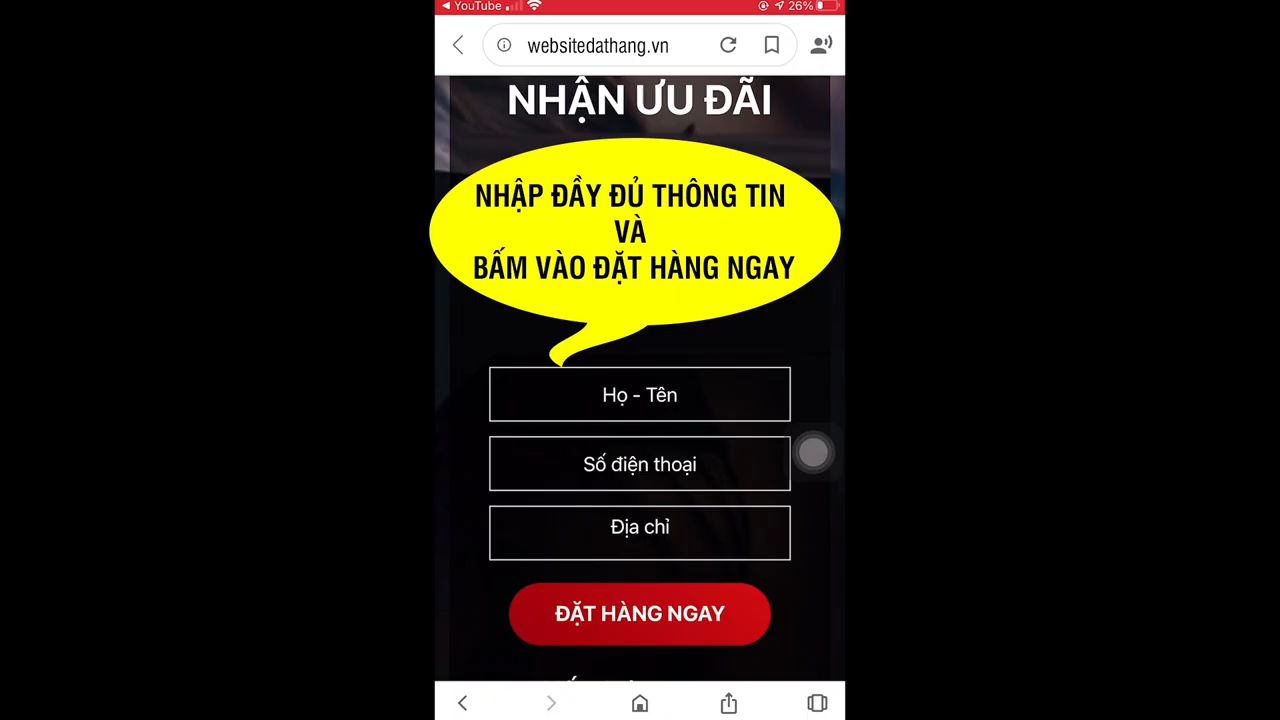 YouTube
26%
websitedathang.vn
NHẬN ƯU ĐÃI
NHẬP ĐẦY ĐỦ THÔNG TIN
VÀ
BẤM VÀO ĐẶT HÀNG NGAY
Họ - Tên
Số điện thoại
Địa chỉ
ĐẶT HÀNG NGAY